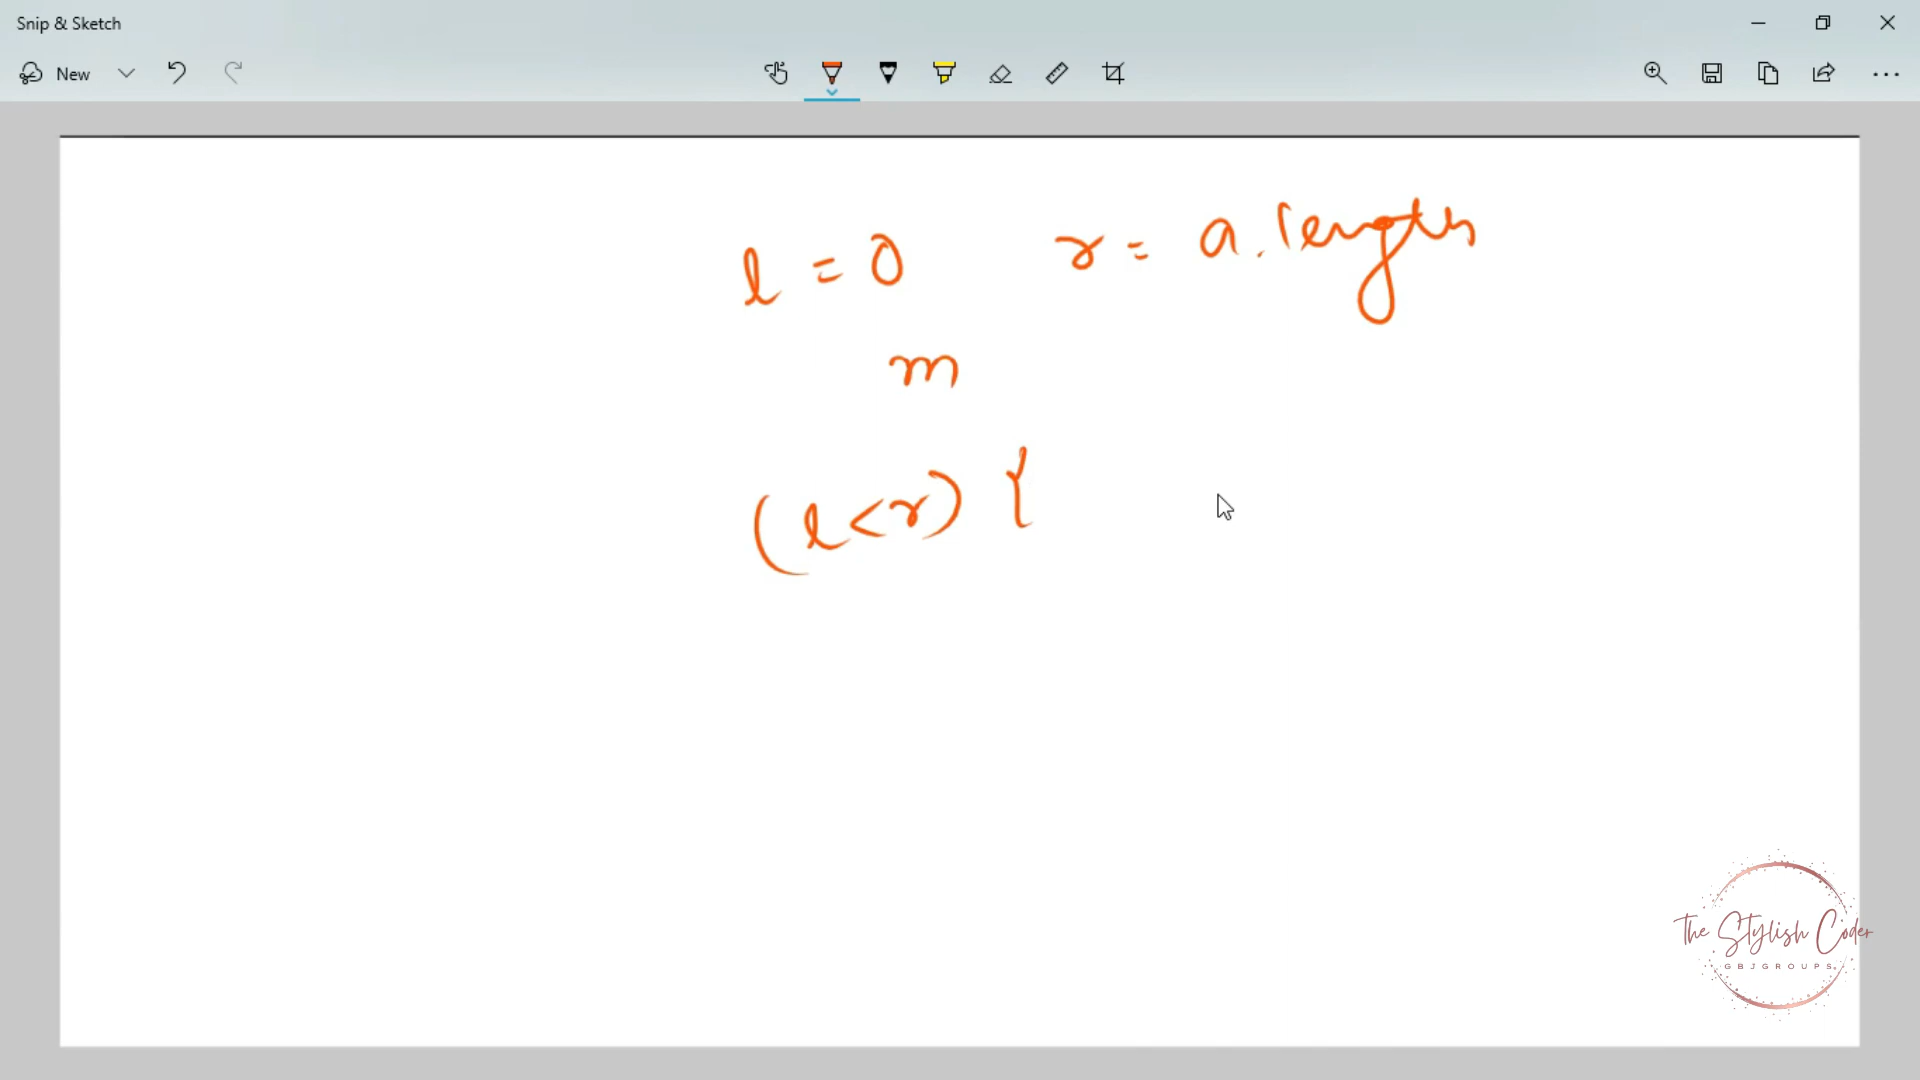 Snip & Sketch
New
l = 0 r = a.length
m
(l<r) {
The Stylish Coder
GBJGROUPS